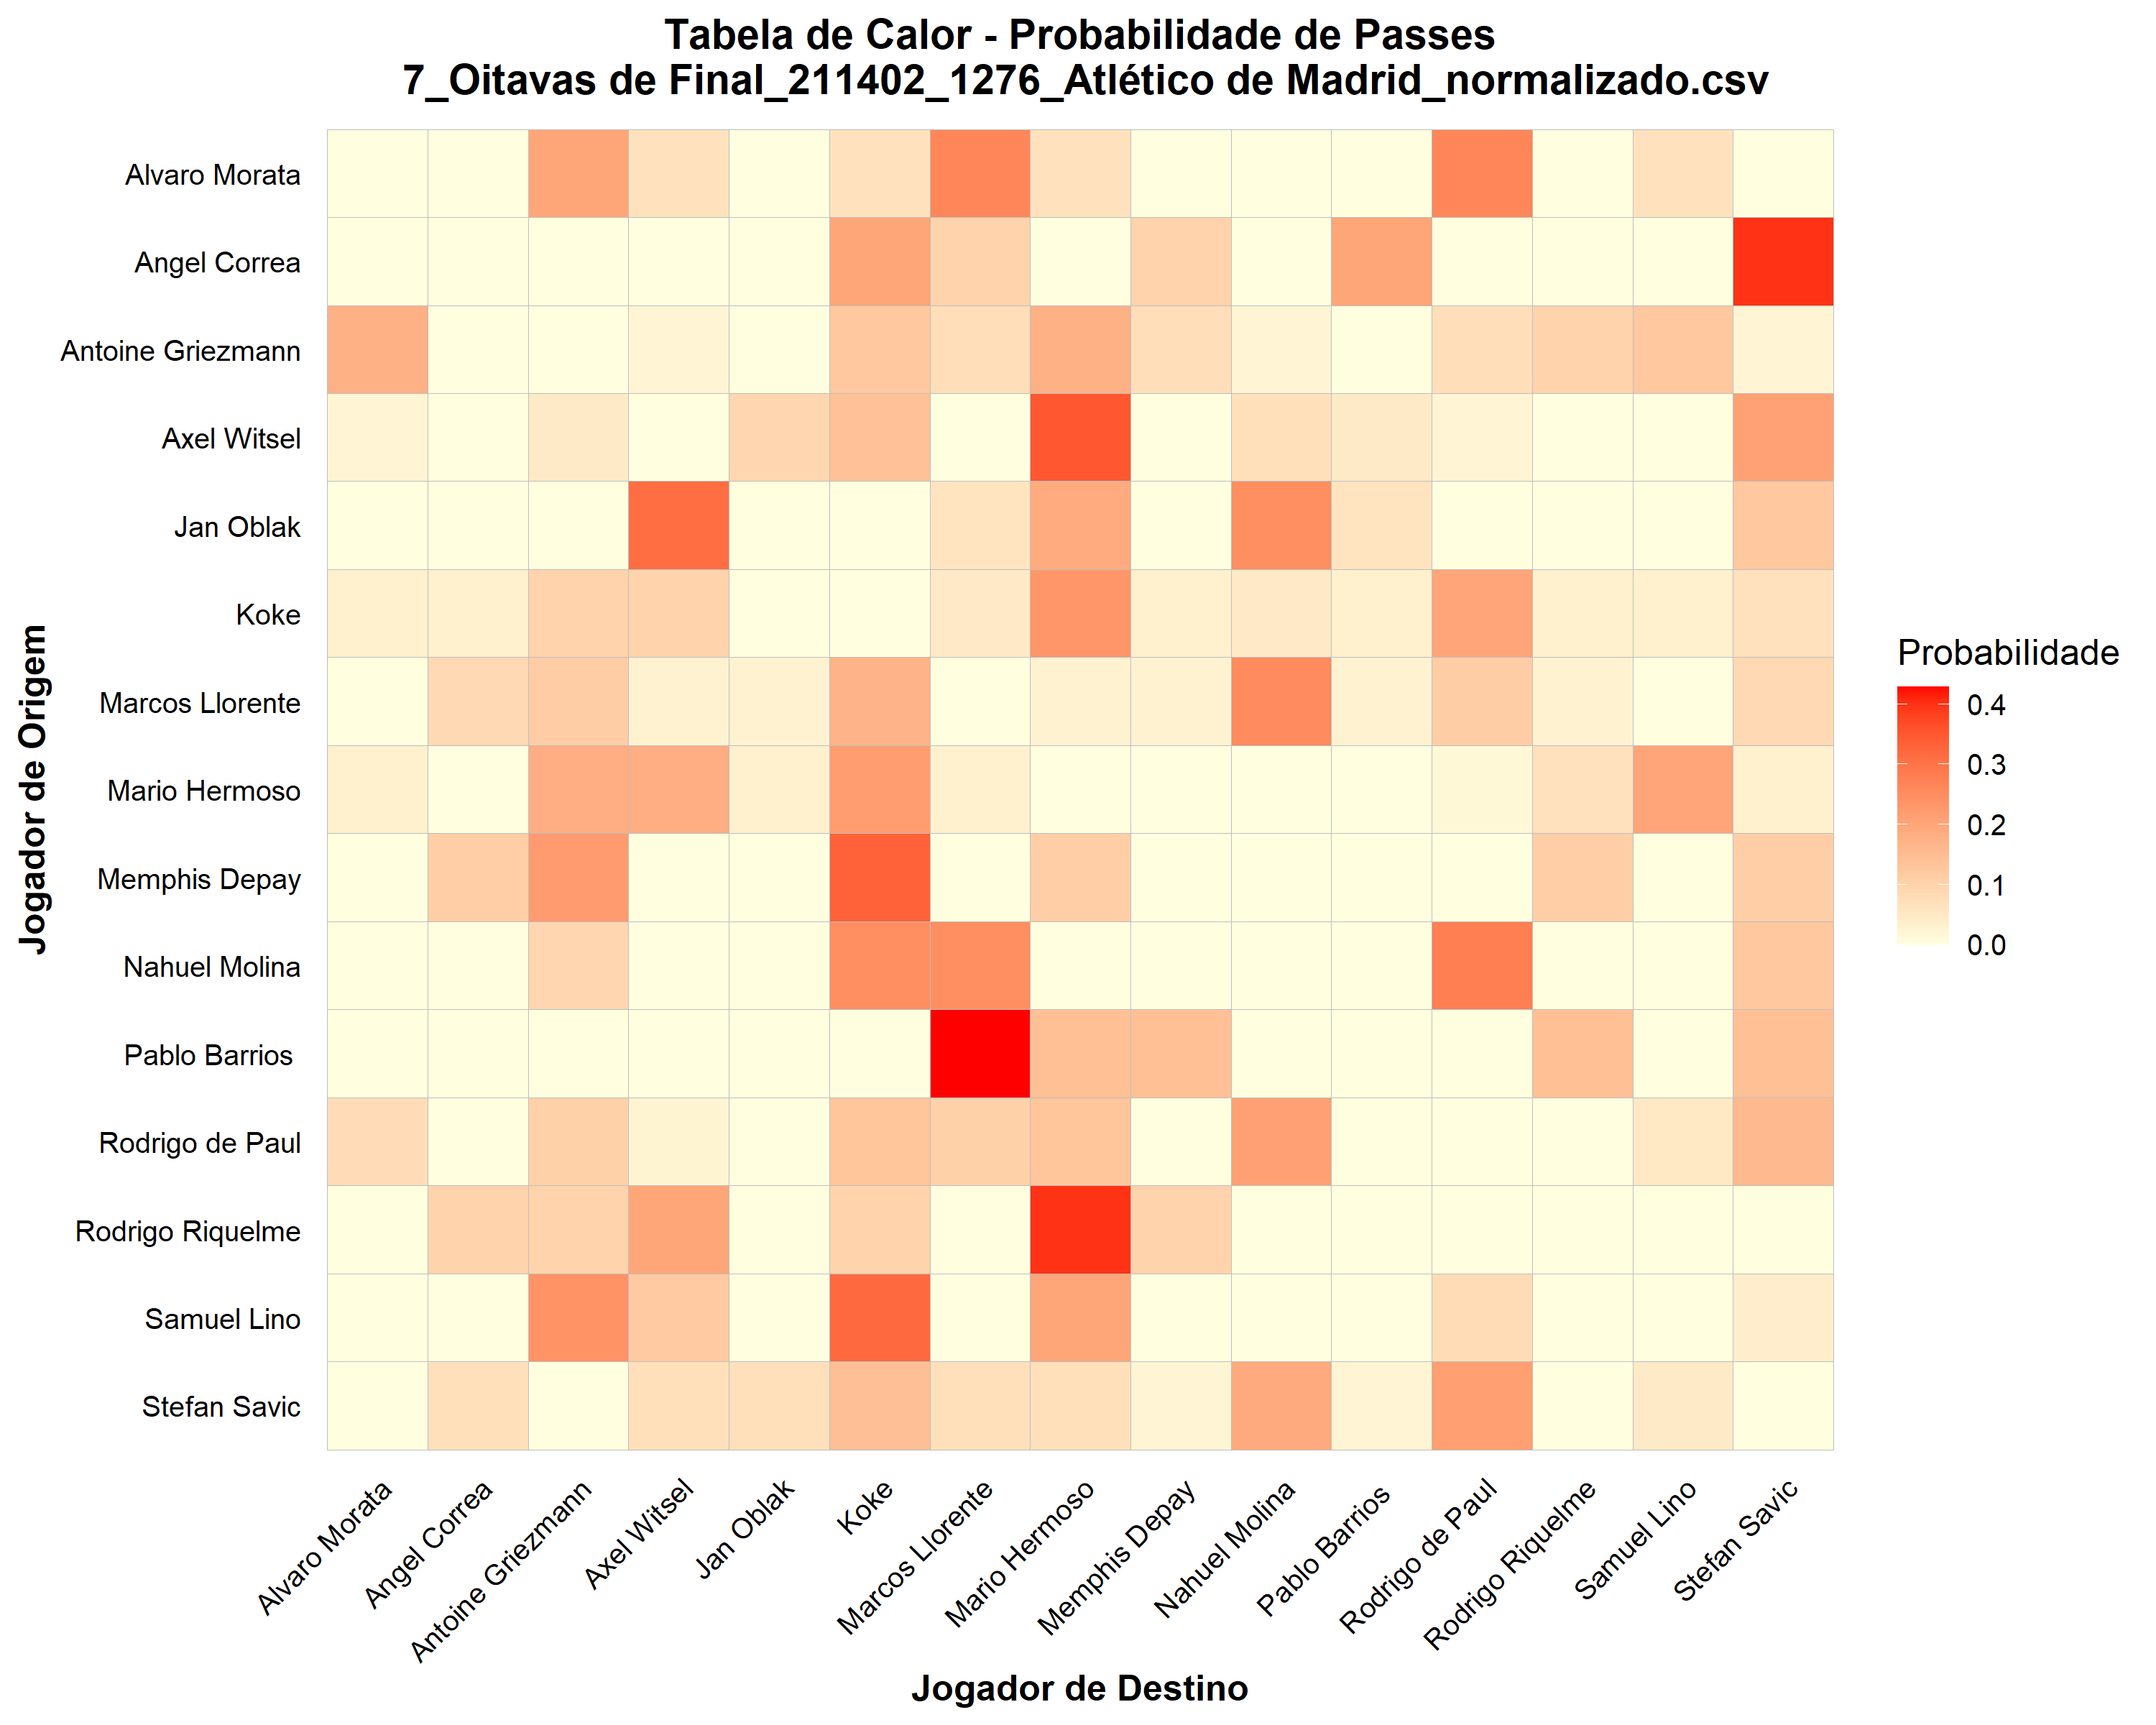 Tabela de Calor - Probabilidade de Passes
7_Oitavas de Final_211402_1276_Atlético de Madrid_normalizado.csv
Jogador de Origem
Alvaro Morata
Angel Correa
Antoine Griezmann
Axel Witsel
Jan Oblak
Koke
Marcos Llorente
Mario Hermoso
Memphis Depay
Nahuel Molina
Pablo Barrios
Rodrigo de Paul
Rodrigo Riquelme
Samuel Lino
Stefan Savic
Alvaro Morata
Angel Correa
Antoine Griezmann
Axel Witsel
Jan Oblak
Koke
Marcos Llorente
Mario Hermoso
Memphis Depay
Nahuel Molina
Pablo Barrios
Rodrigo de Paul
Rodrigo Riquelme
Samuel Lino
Stefan Savic
Jogador de Destino
Probabilidade
0.4
0.3
0.2
0.1
0.0